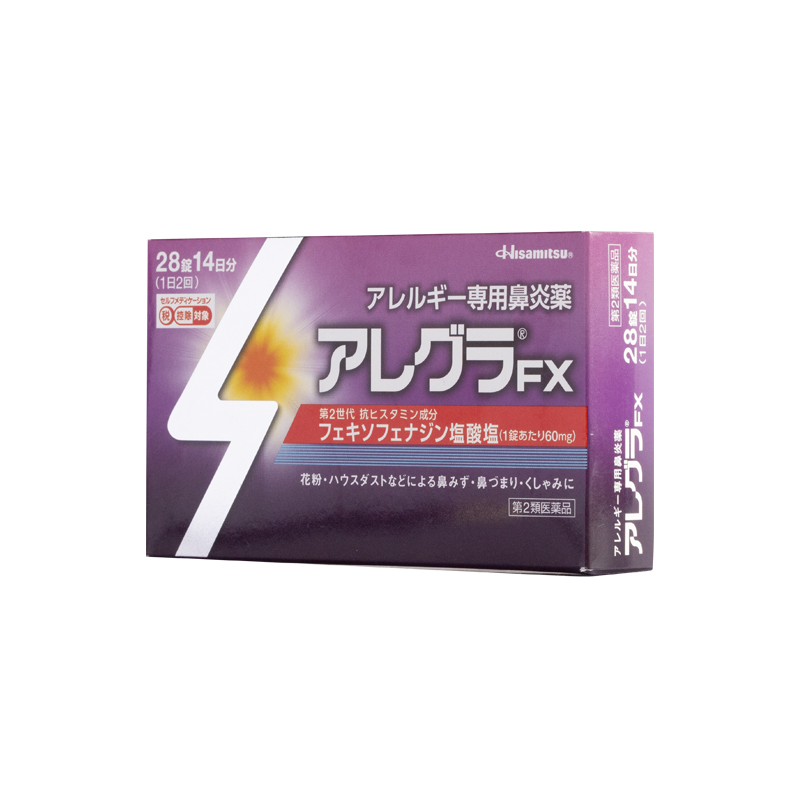 28錠14日分
(1日2回)
セルフメディケーション
税 控除 対象
Hisamitsu®
アレルギー専用鼻炎薬
アレグラ®FX
第2世代 抗ヒスタミン成分
フェキソフェナジン塩酸塩(1錠あたり60mg)
花粉・ハウスダストなどによる鼻みず・鼻づまり・くしゃみに
第2類医薬品
第2類医薬品
28錠14日分
(1日2回)
アレルギー専用鼻炎薬
アレグラ®FX